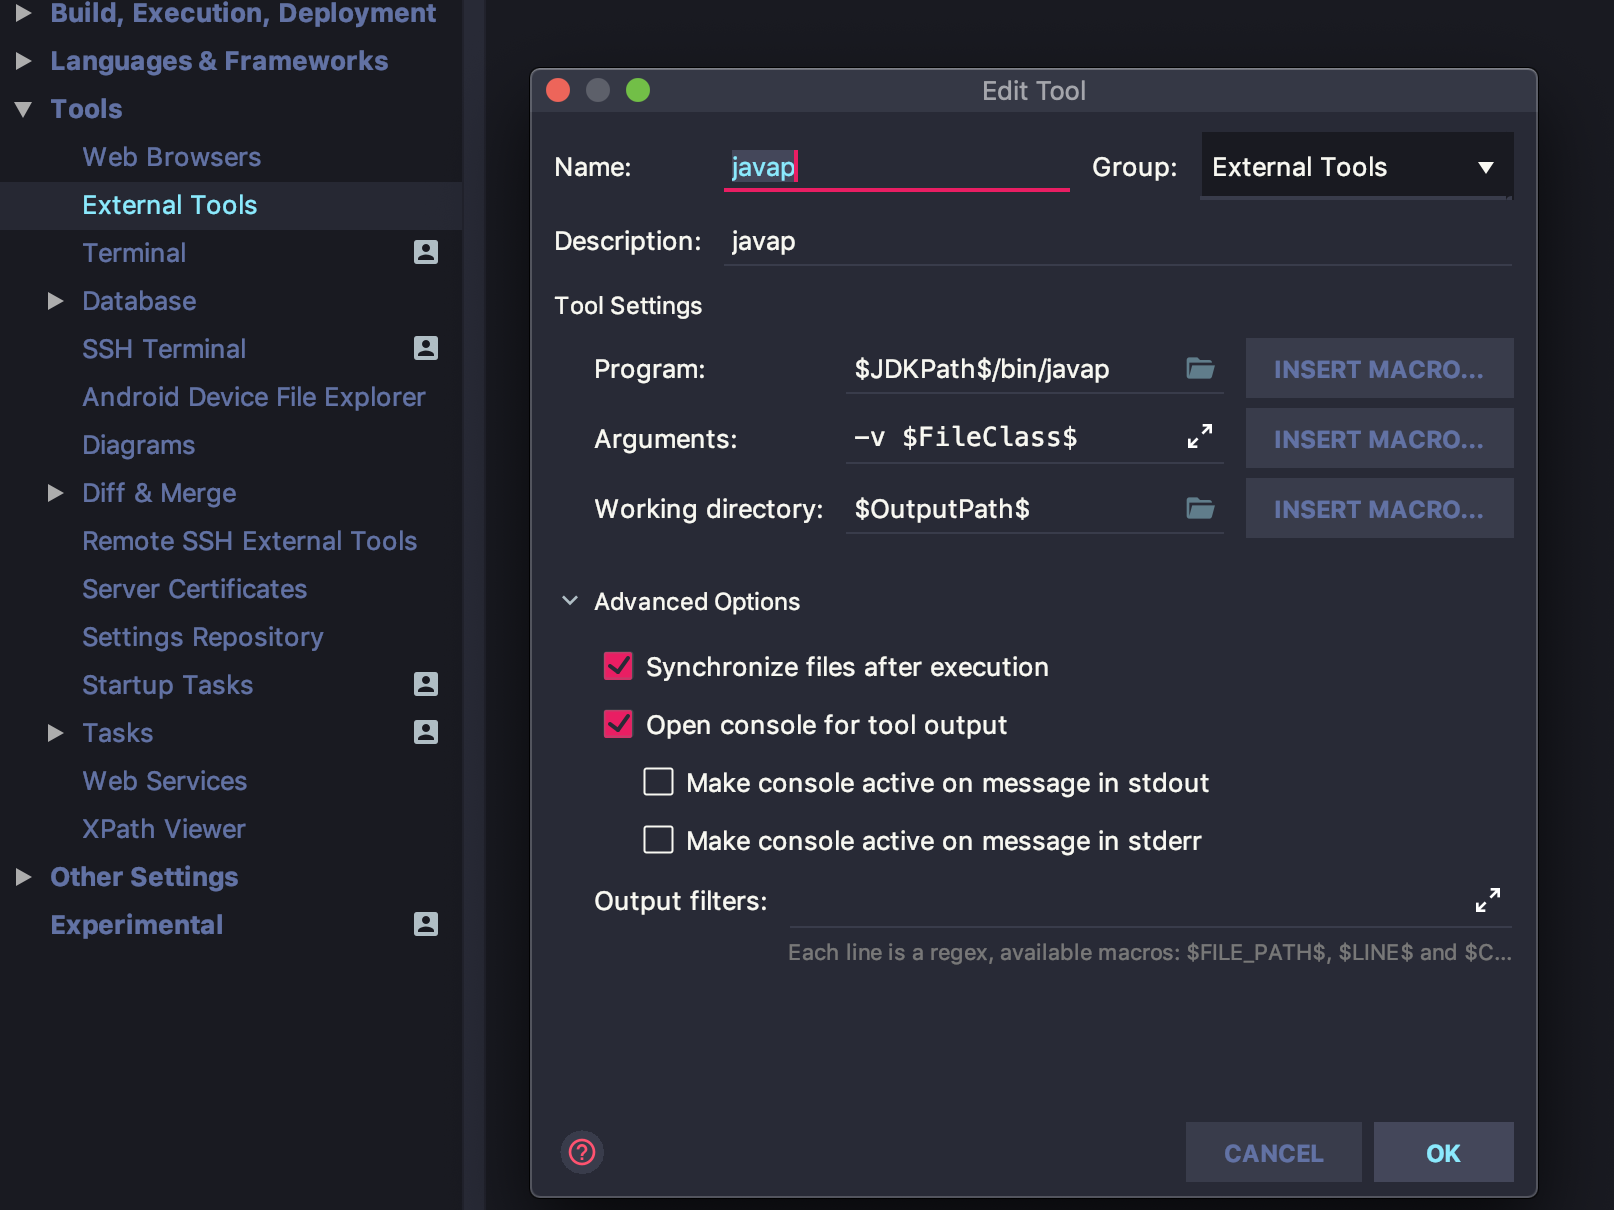 Build, Execution, Deployment
Languages & Frameworks
Tools
Web Browsers
External Tools
Terminal
Database
SSH Terminal
Android Device File Explorer
Diagrams
Diff & Merge
Remote SSH External Tools
Server Certificates
Settings Repository
Startup Tasks
Tasks
Web Services
XPath Viewer
Other Settings
Experimental
Edit Tool
Name: javap Group: External Tools
Description: javap
Tool Settings
Program: $JDKPath$/bin/javap INSERT MACRO...
Arguments: -v $FileClass$ INSERT MACRO...
Working directory: $OutputPath$ INSERT MACRO...
Advanced Options
Synchronize files after execution
Open console for tool output
Make console active on message in stdout
Make console active on message in stderr
Output filters:
Each line is a regex, available macros: $FILE_PATH$, $LINE$ and $C...
? CANCEL OK